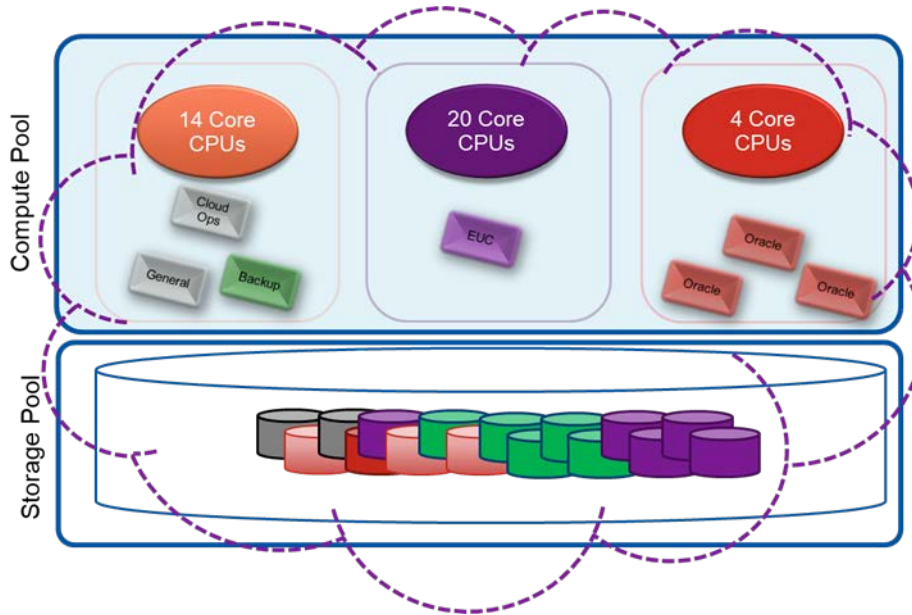 Compute Pool
14 Core
CPUs
20 Core
CPUs
4 Core
CPUs
Cloud
Ops
General
Backup
EUC
Oracle
Oracle
Oracle
Storage Pool